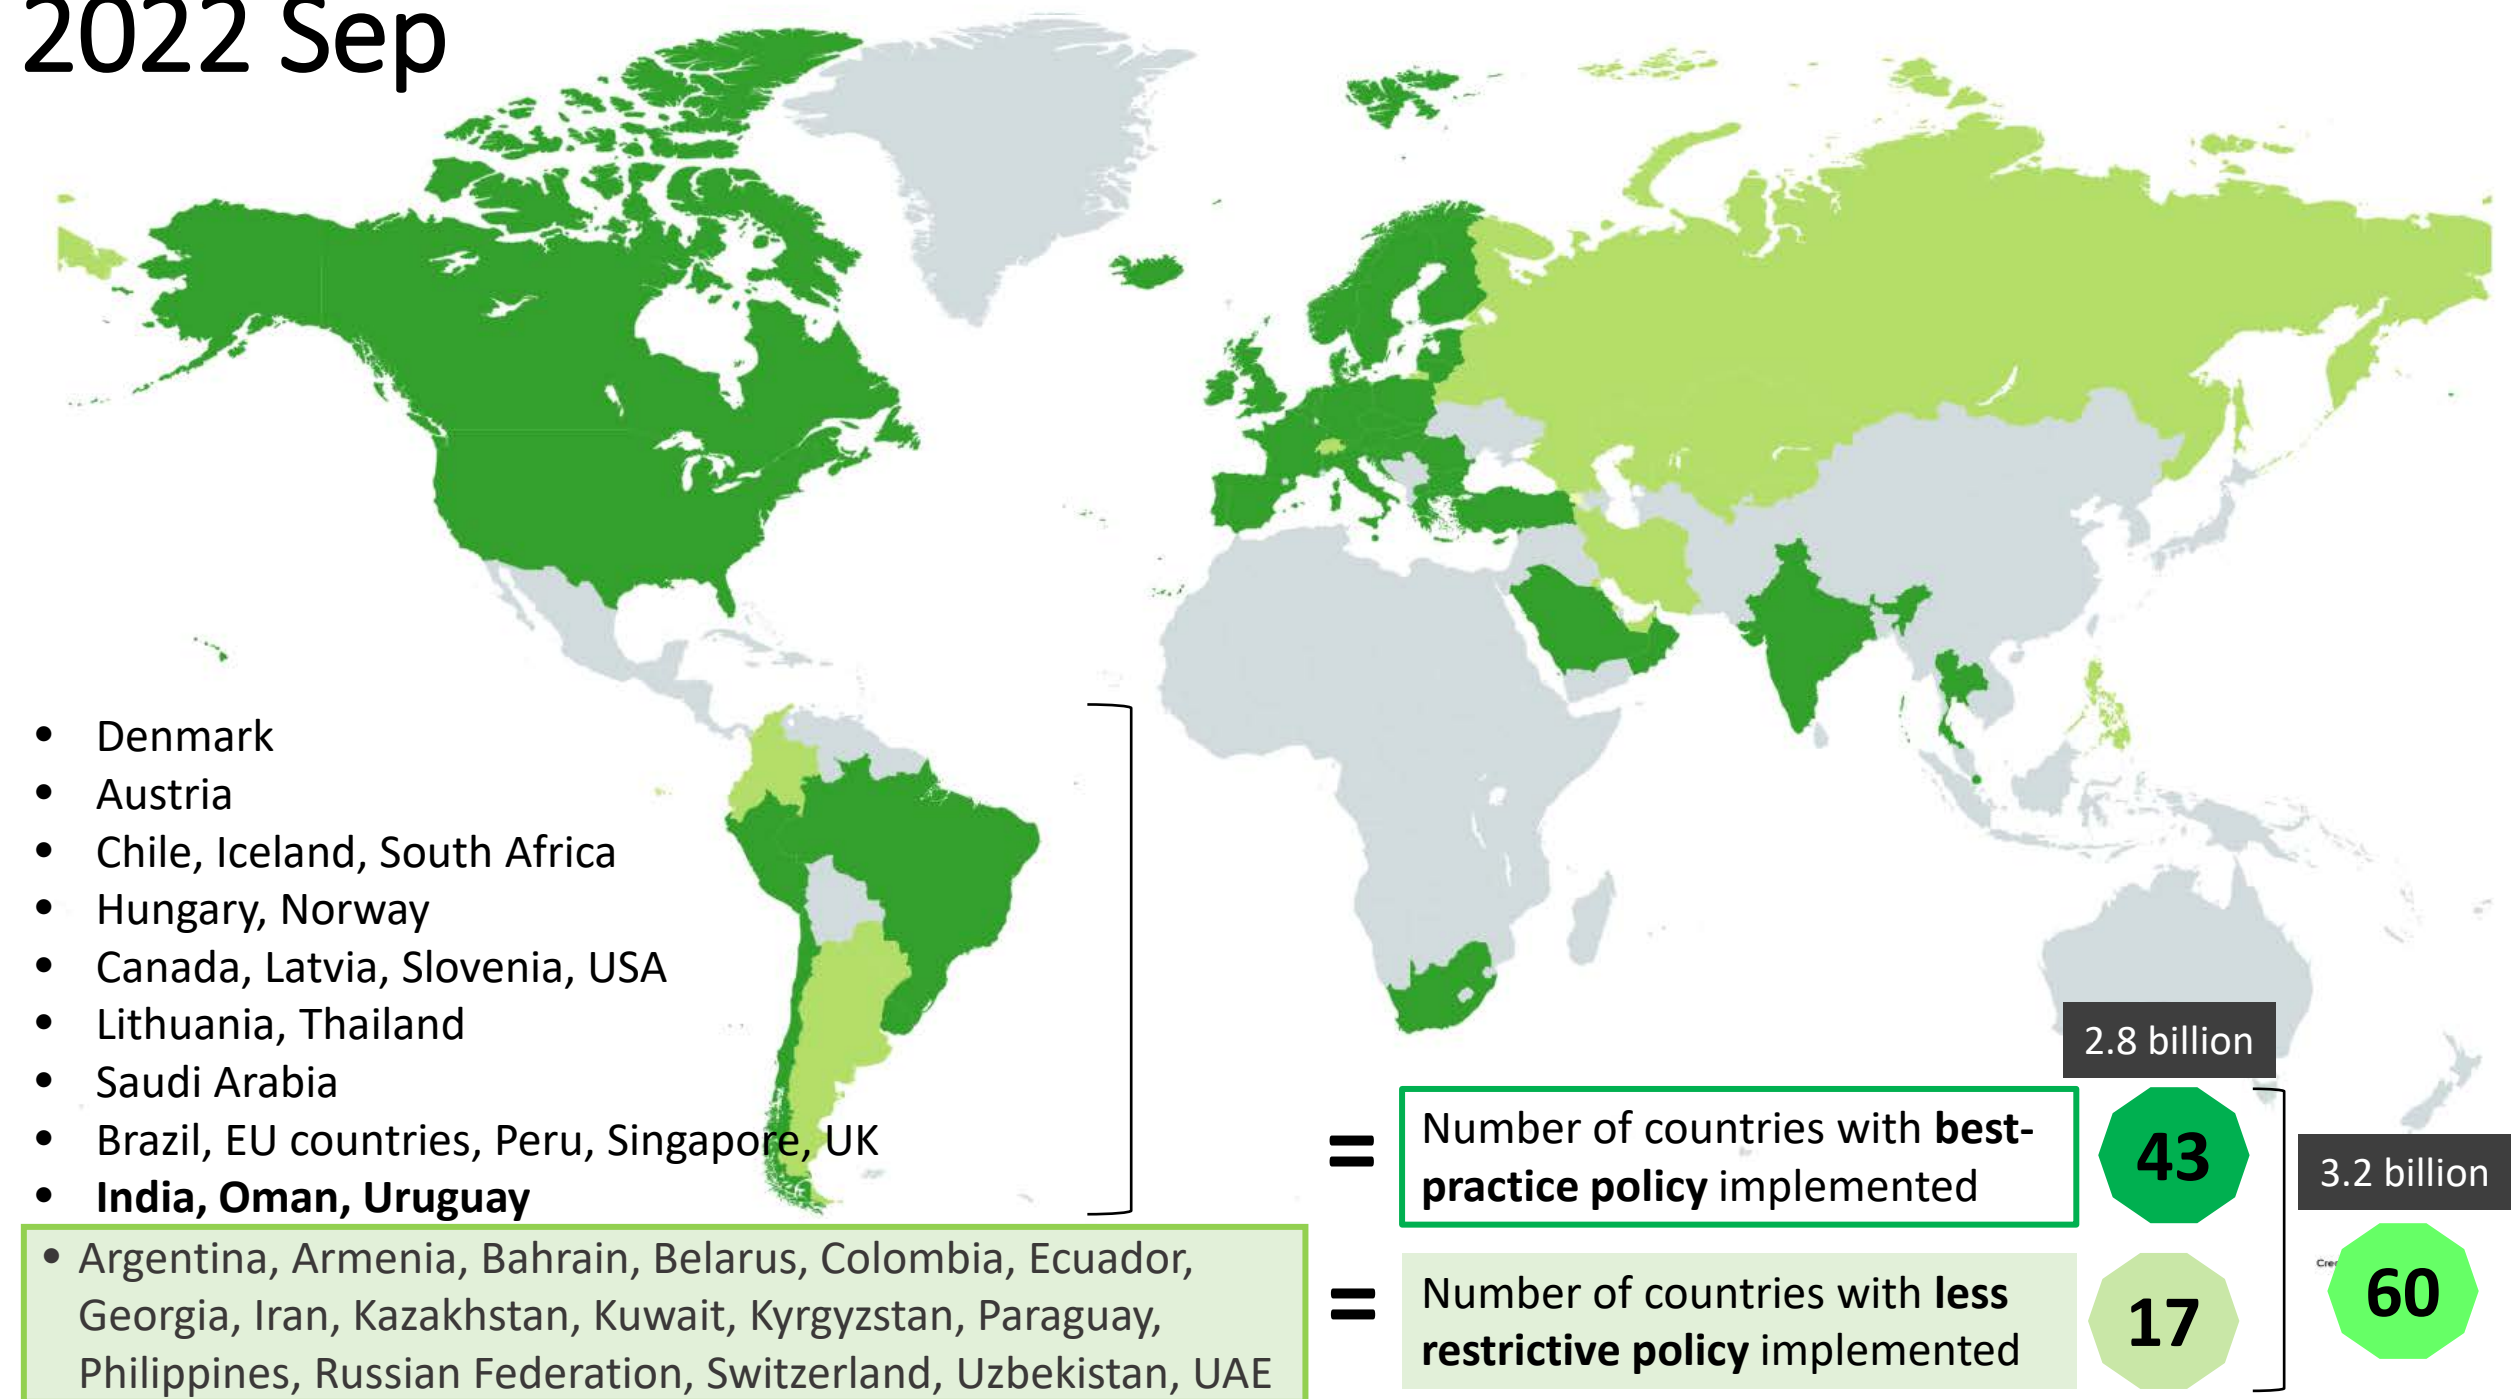 2022 Sep
• Denmark
• Austria
• Chile, Iceland, South Africa
• Hungary, Norway
• Canada, Latvia, Slovenia, USA
• Lithuania, Thailand
• Saudi Arabia
• Brazil, EU countries, Peru, Singapore, UK
• India, Oman, Uruguay
• Argentina, Armenia, Bahrain, Belarus, Colombia, Ecuador,
Georgia, Iran, Kazakhstan, Kuwait, Kyrgyzstan, Paraguay,
Philippines, Russian Federation, Switzerland, Uzbekistan, UAE
2.8 billion
= Number of countries with best-
practice policy implemented
43
3.2 billion
= Number of countries with less
restrictive policy implemented
17
60